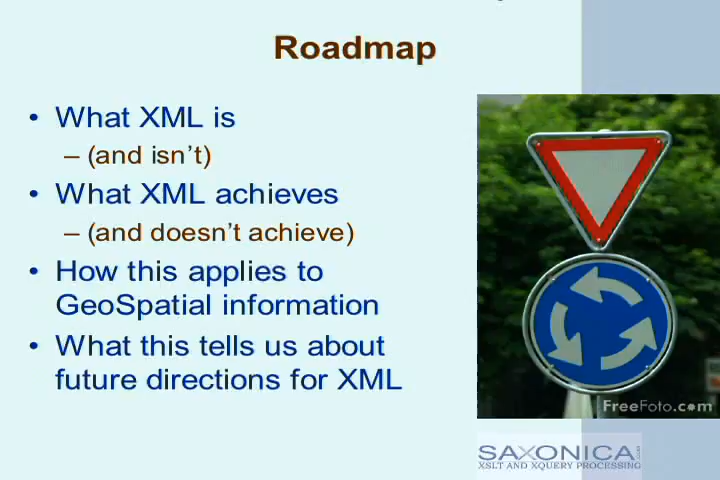 Roadmap
• What XML is
– (and isn't)
• What XML achieves
– (and doesn't achieve)
• How this applies to
GeoSpatial information
• What this tells us about
future directions for XML
FreeFoto.com
SAXONICA
XSLT AND XQUERY PROCESSING